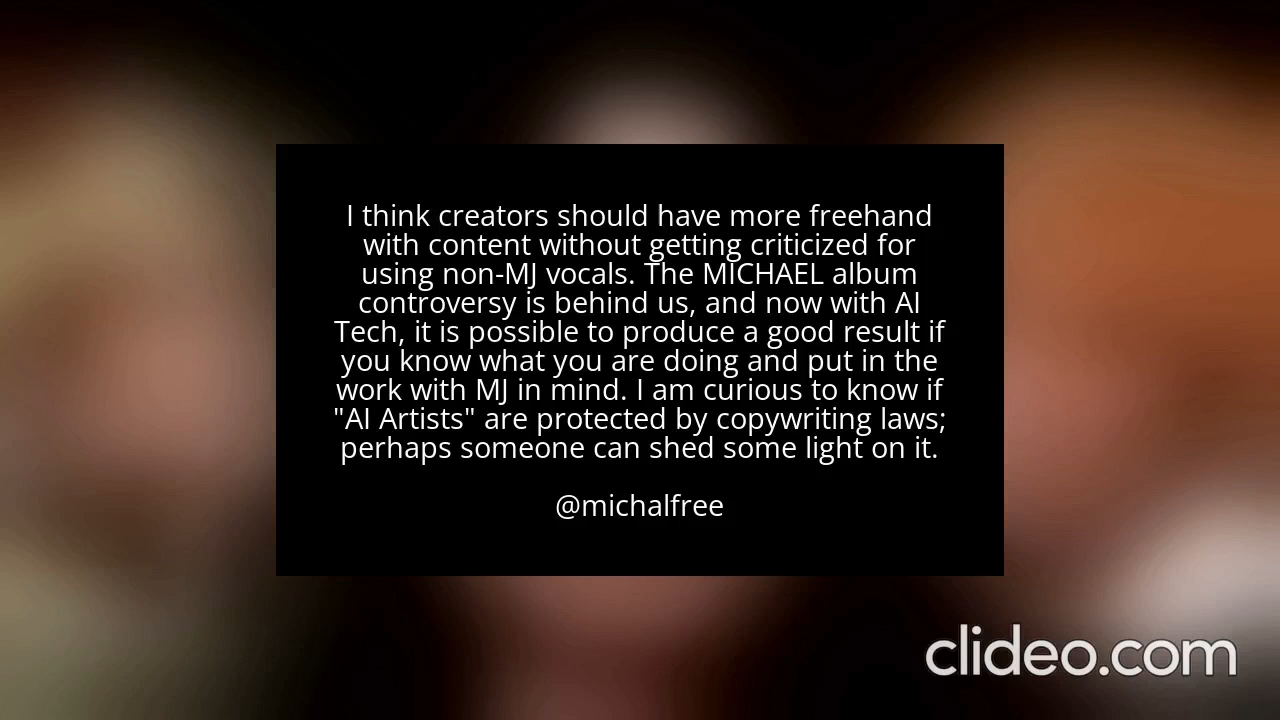 I think creators should have more freehand
with content without getting criticized for
using non-MJ vocals. The MICHAEL album
controversy is behind us, and now with AI
Tech, it is possible to produce a good result if
you know what you are doing and put in the
work with MJ in mind. I am curious to know if
"AI Artists" are protected by copywriting laws;
perhaps someone can shed some light on it.
@michalfree
clideo.com